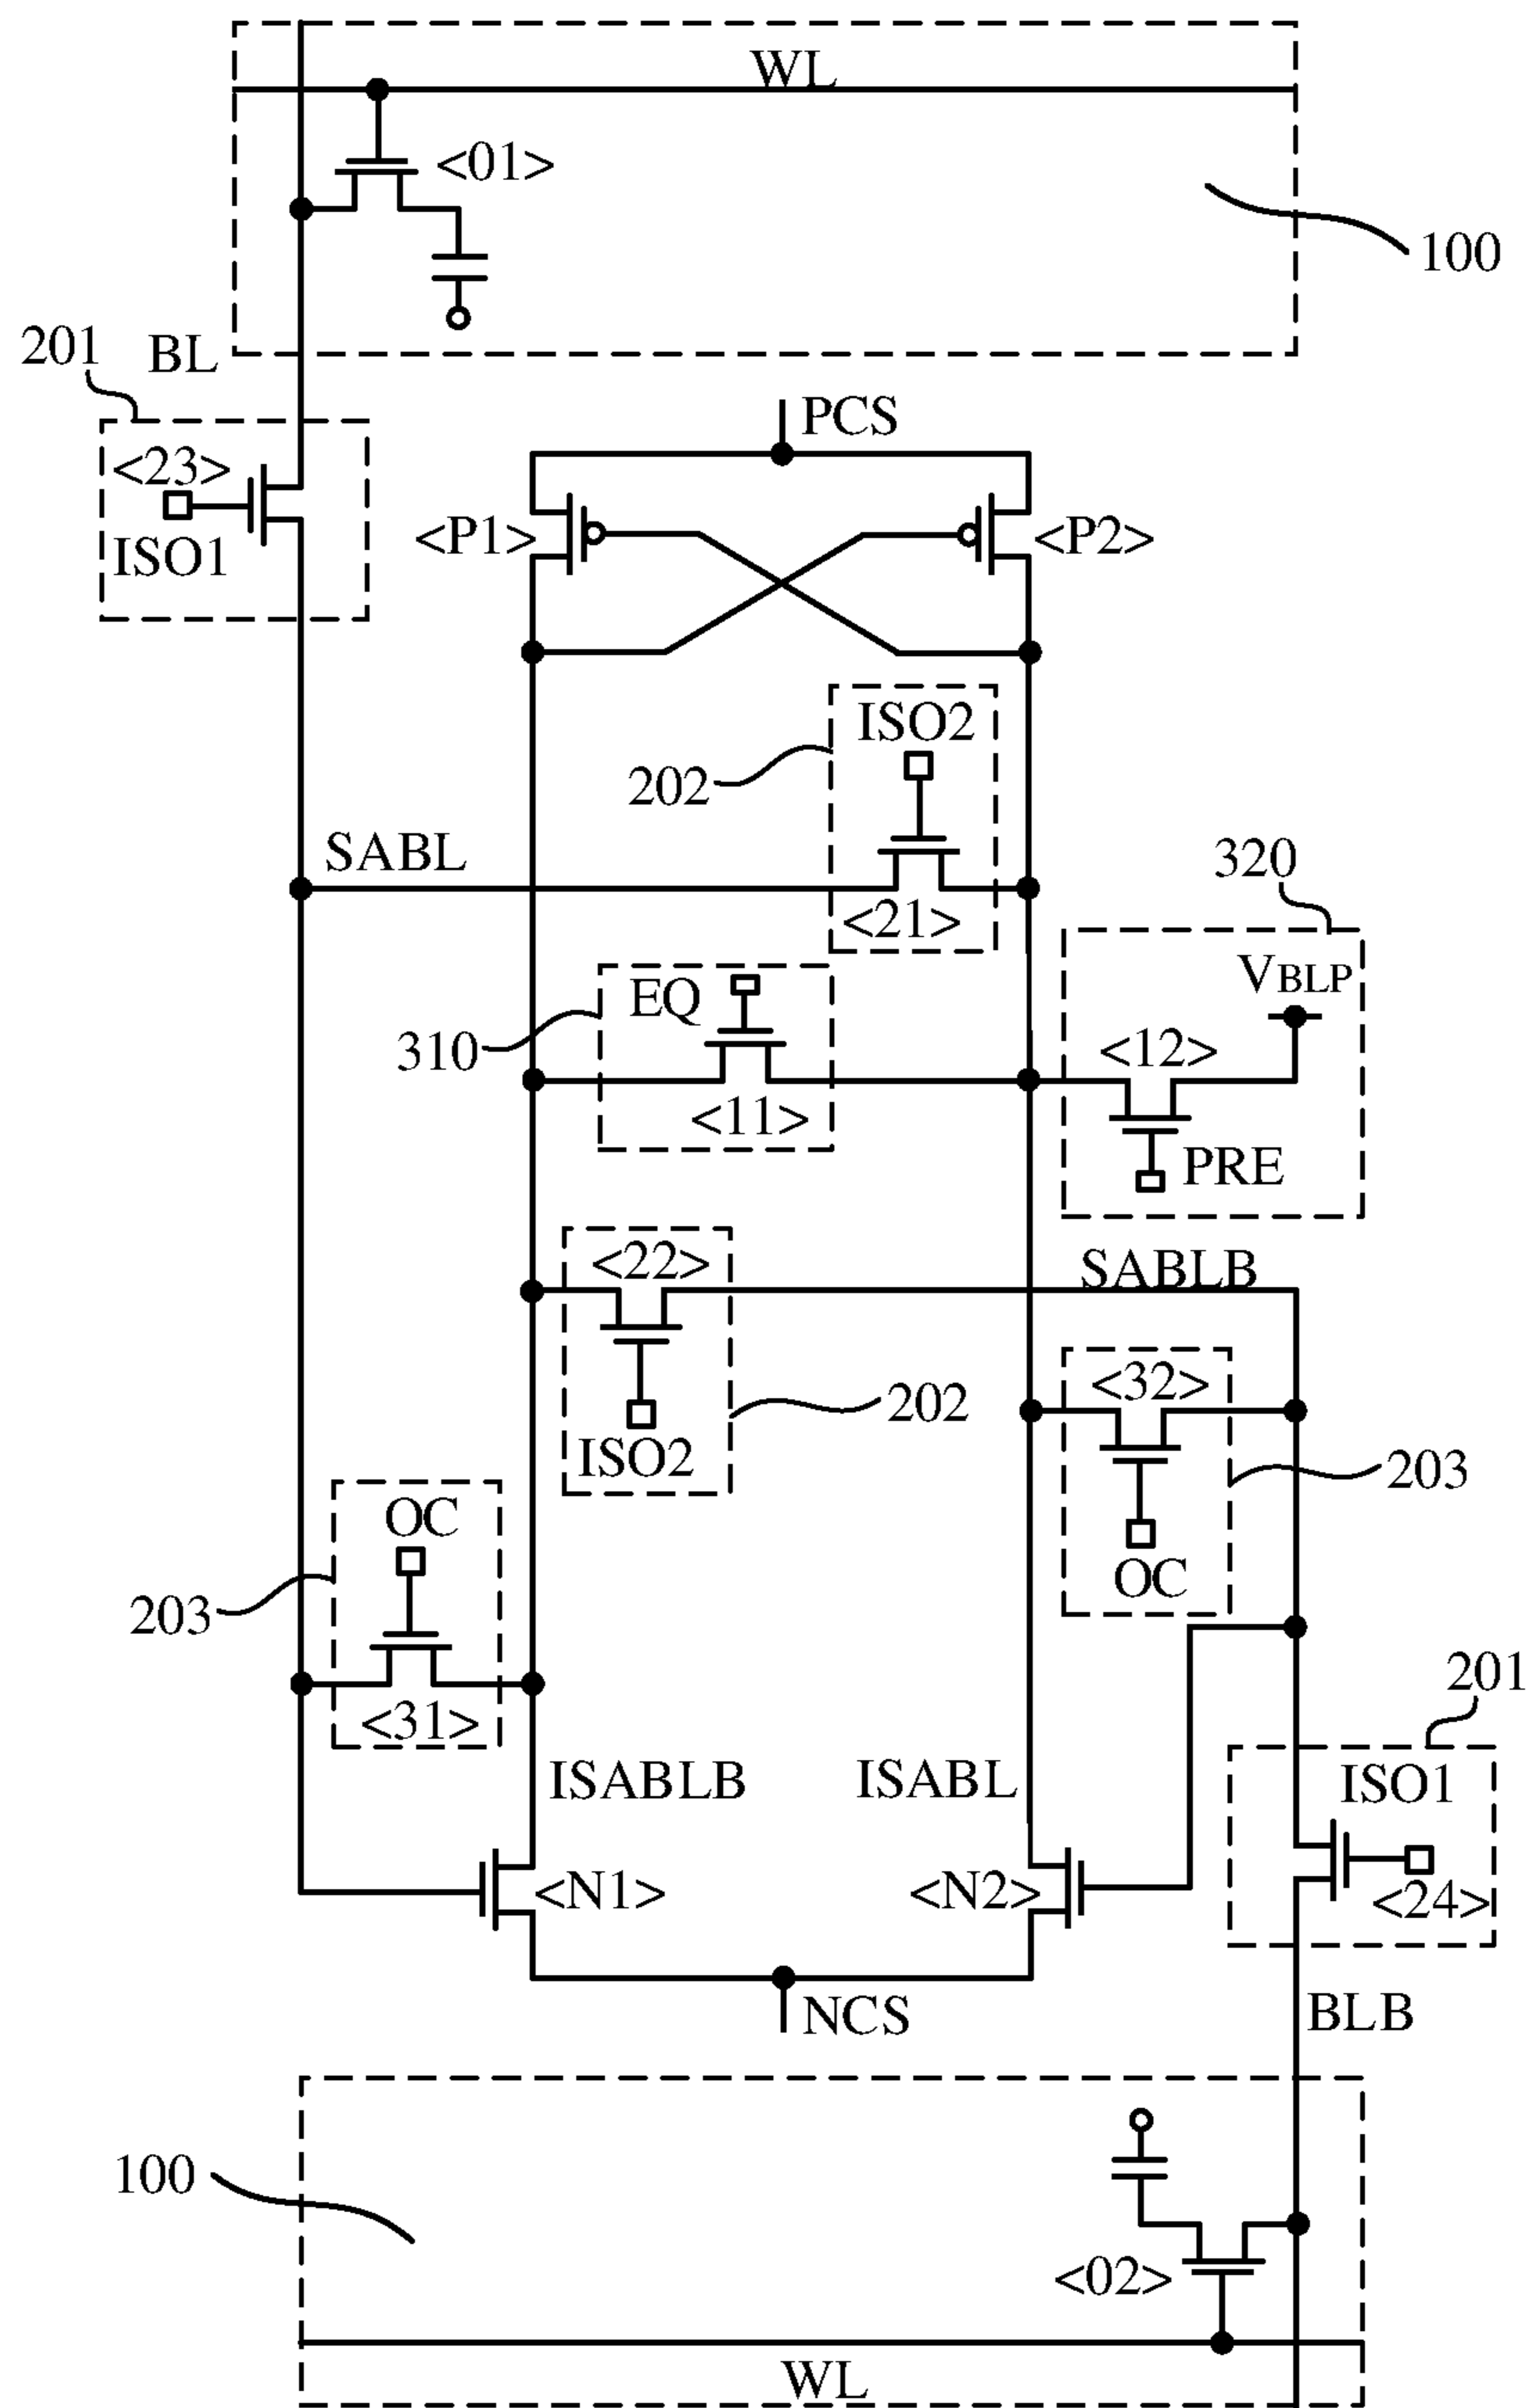 WL
<01>
100
201
BL
PCS
<23>
ISO1
<P1>
<P2>
ISO2
202
SABL
<21>
320
VBLP
EQ
310
<12>
<11>
PRE
<22>
SABLB
<32>
202
ISO2
203
OC
OC
203
<31>
201
ISABLB
ISABL
ISO1
<N1>
<N2>
<24>
NCS
BLB
100
<02>
WL